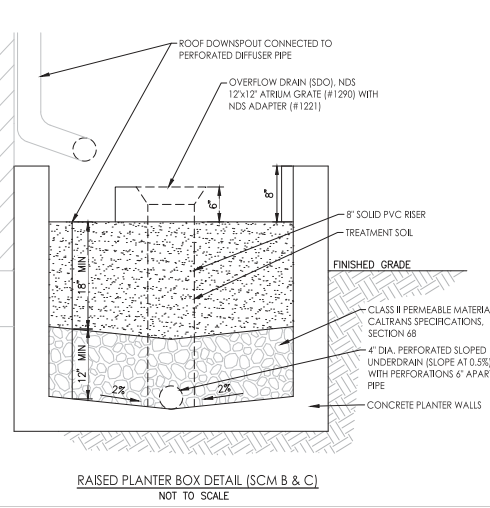 ROOF DOWNSPOUT CONNECTED TO
PERFORATED DIFFUSER PIPE
OVERFLOW DRAIN (SDO), NDS
12"x12" ATRIUM GRATE (#1290) WITH
NDS ADAPTER (#1221)
6"
8"
8" SOLID PVC RISER
TREATMENT SOIL
FINISHED GRADE
18" MIN
CLASS II PERMEABLE MATERIA
CALTRANS SPECIFICATIONS,
SECTION 68
12" MIN
4" DIA. PERFORATED SLOPED
UNDERDRAIN (SLOPE AT 0.5%)
WITH PERFORATIONS 6" APAR
PIPE
2%
2%
CONCRETE PLANTER WALLS
RAISED PLANTER BOX DETAIL (SCM B & C)
NOT TO SCALE